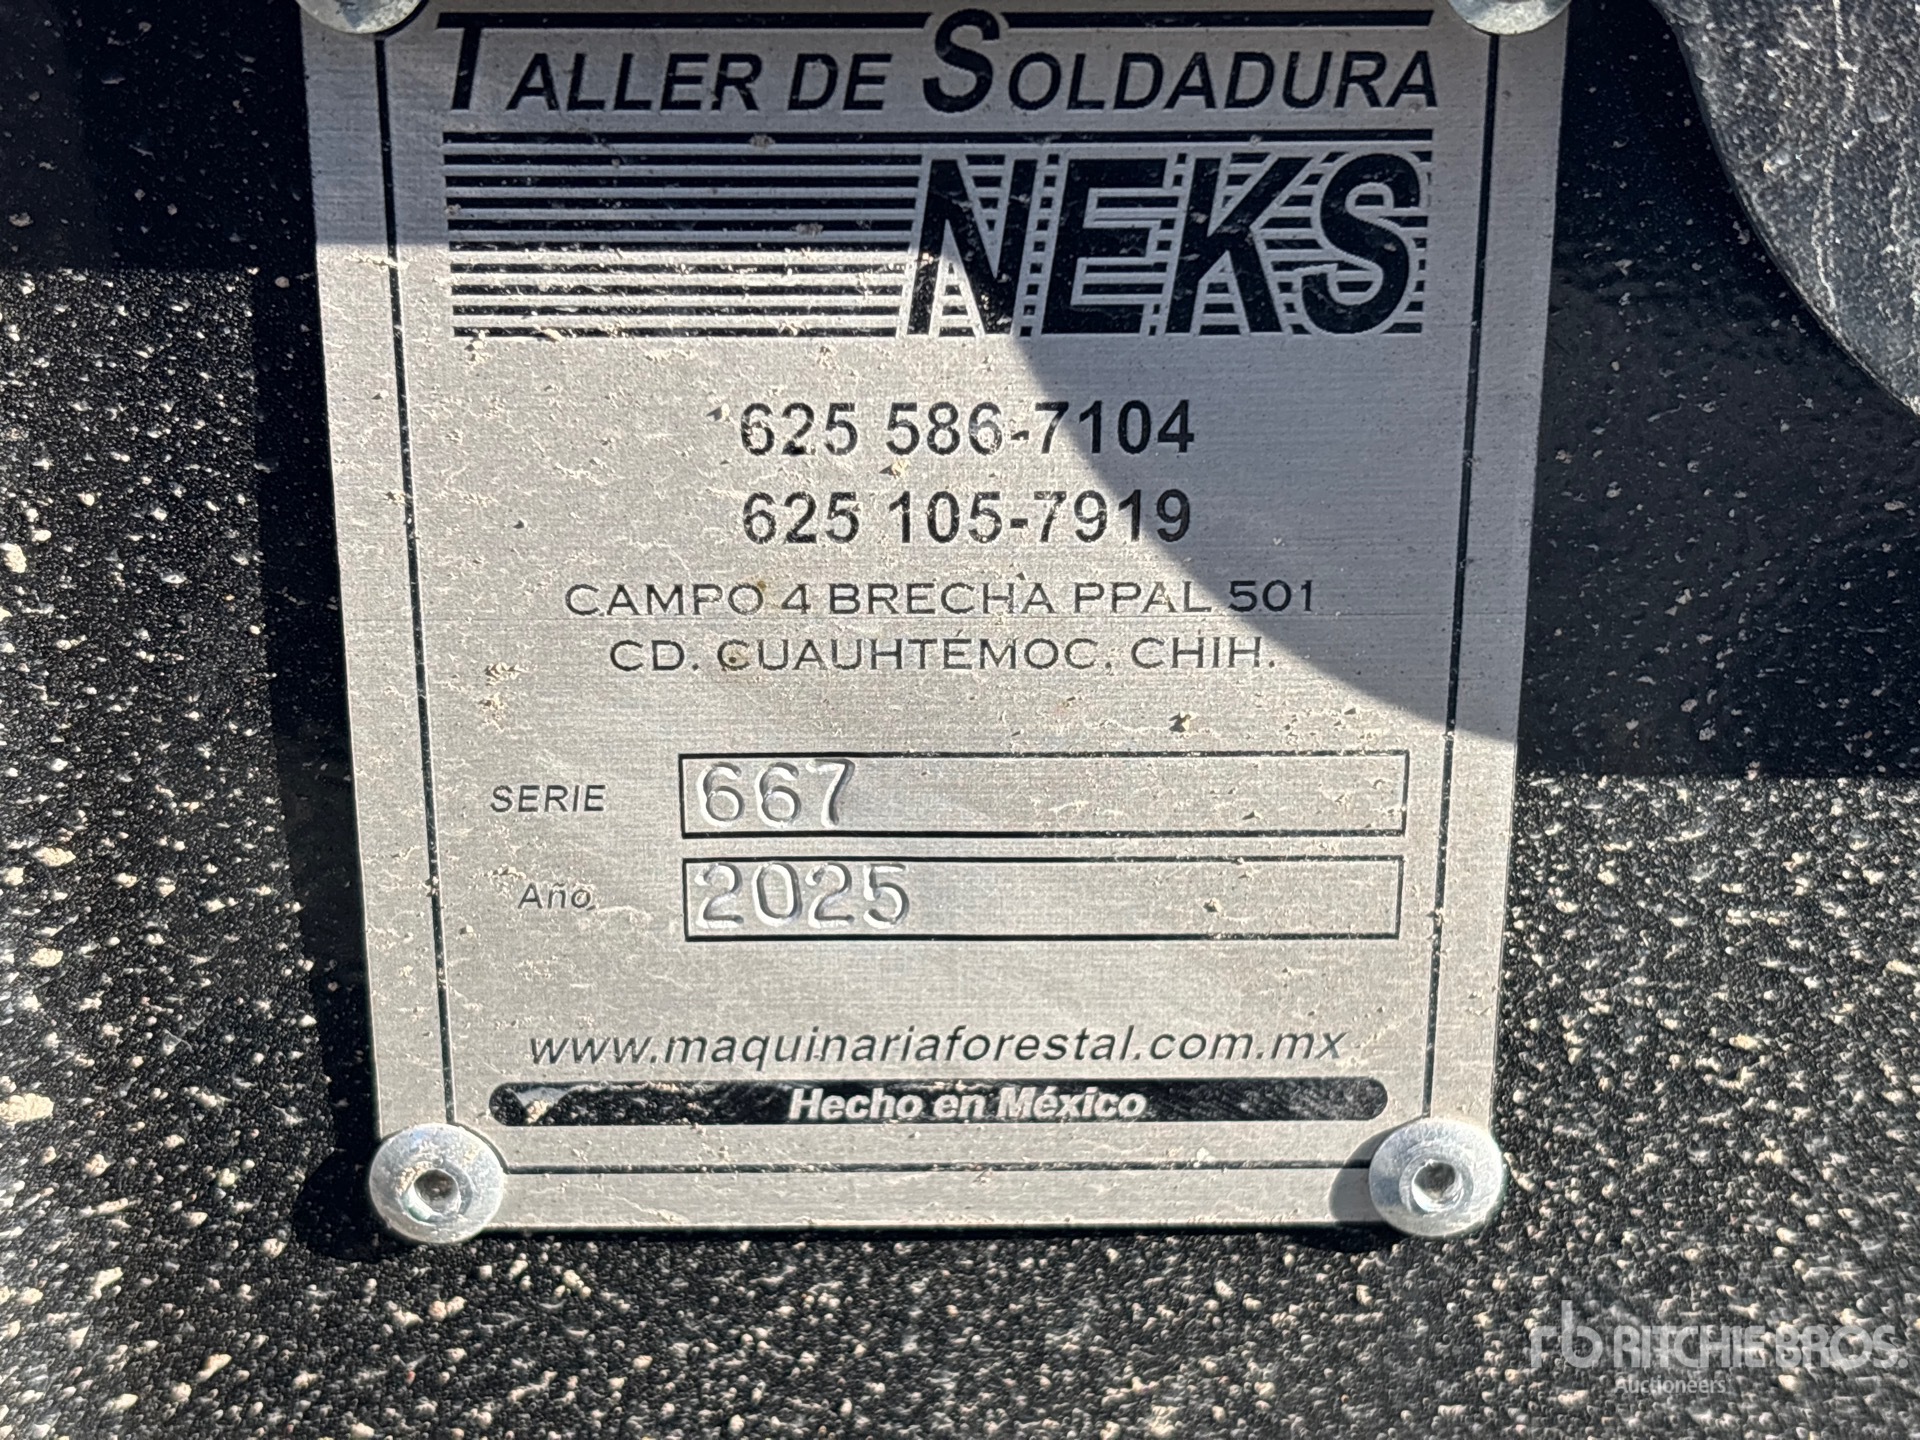 TALLER DE SOLDADURA
NEKS
625 586-7104
625 105-7919
CAMPO 4 BRECHA PPAL 501
CD. CUAUHTÉMOC, CHIH.
SERIE 667
Año 2025
www.maquinariaforestal.com.mx
Hecho en México
rb RITCHIE BROS.
Auctioneers